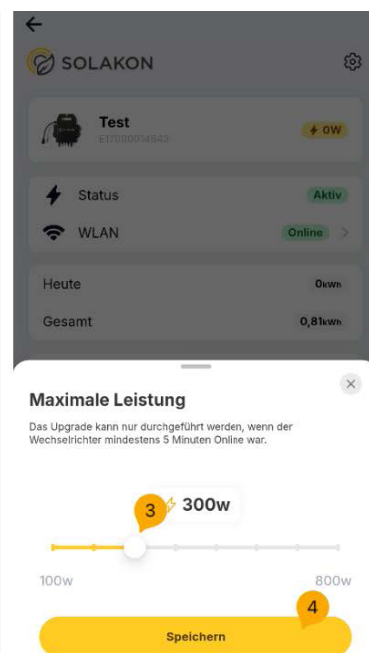 SOLAKON
Test
⚡ 0W
Status Aktiv
WLAN Online
Heute 0kWh
Gesamt 0,81kWh
Maximale Leistung
Das Upgrade kann nur durchgeführt werden, wenn der
Wechselrichter mindestens 5 Minuten Online war.
3 300w
100w 800w
4
Speichern